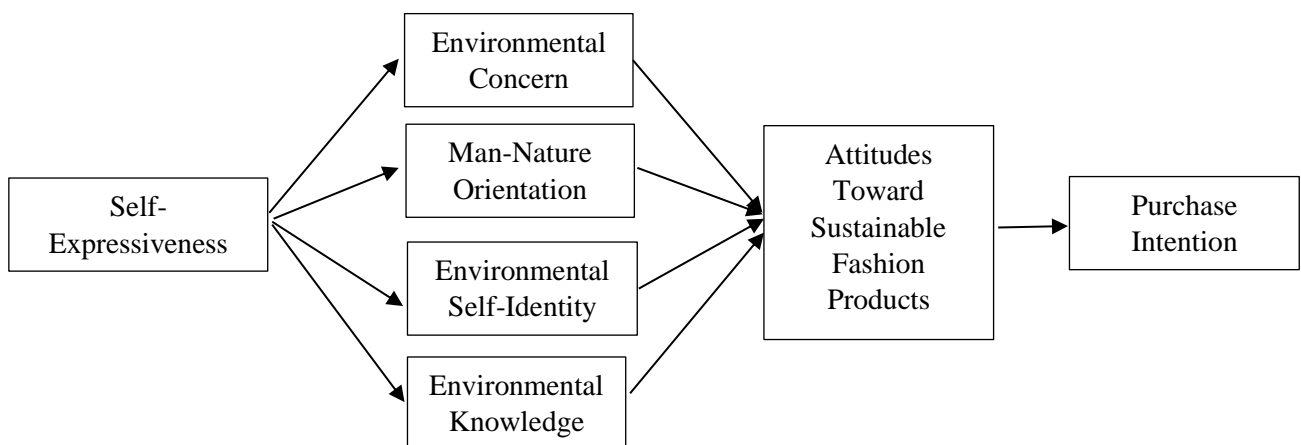 Self-
Expressiveness
Environmental
Concern
Man-Nature
Orientation
Environmental
Self-Identity
Environmental
Knowledge
Attitudes
Toward
Sustainable
Fashion
Products
Purchase
Intention